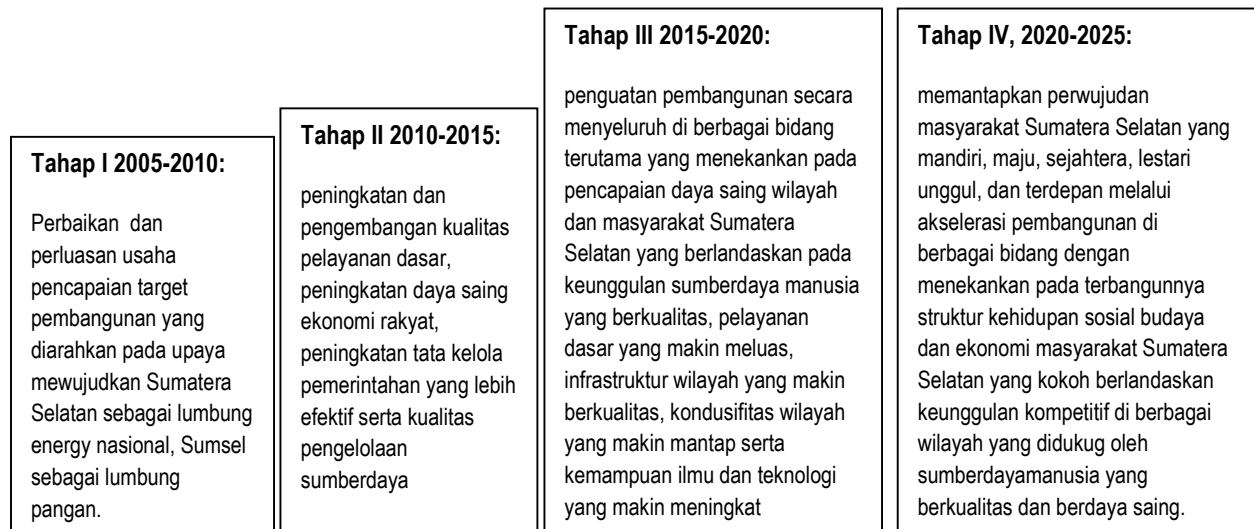 Tahap I 2005-2010:
Perbaikan dan
perluasan usaha
pencapaian target
pembangunan yang
diarahkan pada upaya
mewujudkan Sumatera
Selatan sebagai lumbung
energy nasional, Sumsel
sebagai lumbung
pangan.
Tahap II 2010-2015:
peningkatan dan
pengembangan kualitas
pelayanan dasar,
peningkatan daya saing
ekonomi rakyat,
peningkatan tata kelola
pemerintahan yang lebih
efektif serta kualitas
pengelolaan
sumberdaya
Tahap III 2015-2020:
penguatan pembangunan secara
menyeluruh di berbagai bidang
terutama yang menekankan pada
pencapaian daya saing wilayah
dan masyarakat Sumatera
Selatan yang berlandaskan pada
keunggulan sumberdaya manusia
yang berkualitas, pelayanan
dasar yang makin meluas,
infrastruktur wilayah yang makin
berkualitas, kondusifitas wilayah
yang makin mantap serta
kemampuan ilmu dan teknologi
yang makin meningkat
Tahap IV, 2020-2025:
memantapkan perwujudan
masyarakat Sumatera Selatan yang
mandiri, maju, sejahtera, lestari
unggul, dan terdepan melalui
akselerasi pembangunan di
berbagai bidang dengan
menekankan pada terbangunnya
struktur kehidupan sosial budaya
dan ekonomi masyarakat Sumatera
Selatan yang kokoh berlandaskan
keunggulan kompetitif di berbagai
wilayah yang didukug oleh
sumberdayamanusia yang
berkualitas dan berdaya saing.